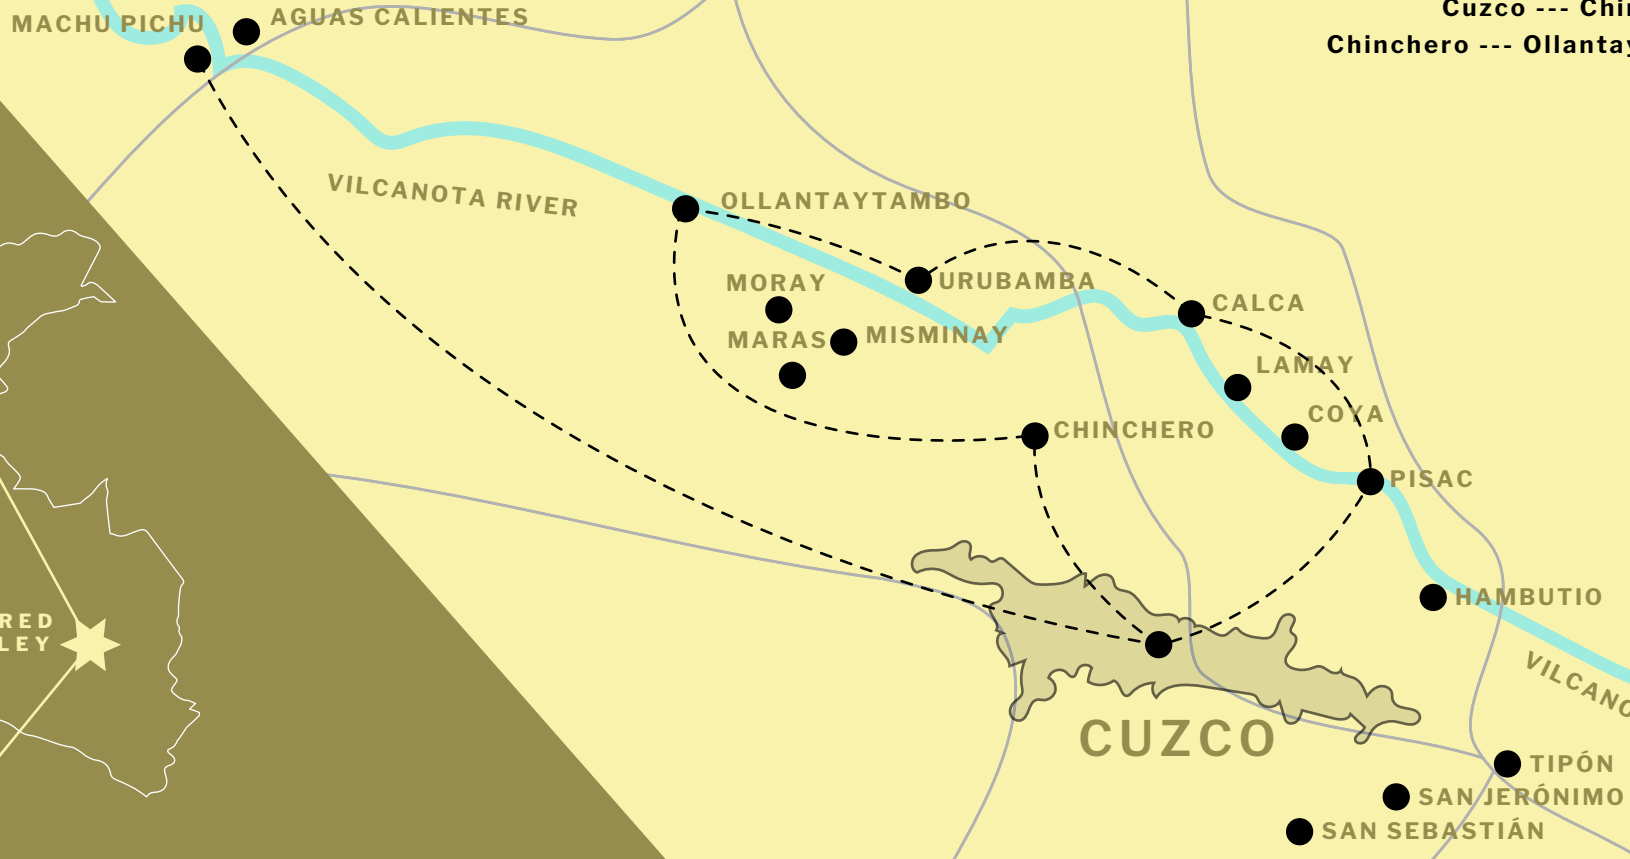 Cuzco --- Chin
Chinchero --- Ollantay
MACHU PICHU
AGUAS CALIENTES
VILCANOTA RIVER
OLLANTAYTAMBO
MORAY
URUBAMBA
MARAS
MISMINAY
CALCA
LAMAY
COYA
CHINCHERO
PISAC
HAMBUTIO
RED
LEY
VILCANO
CUZCO
TIPÓN
SAN JERÓNIMO
SAN SEBASTIÁN